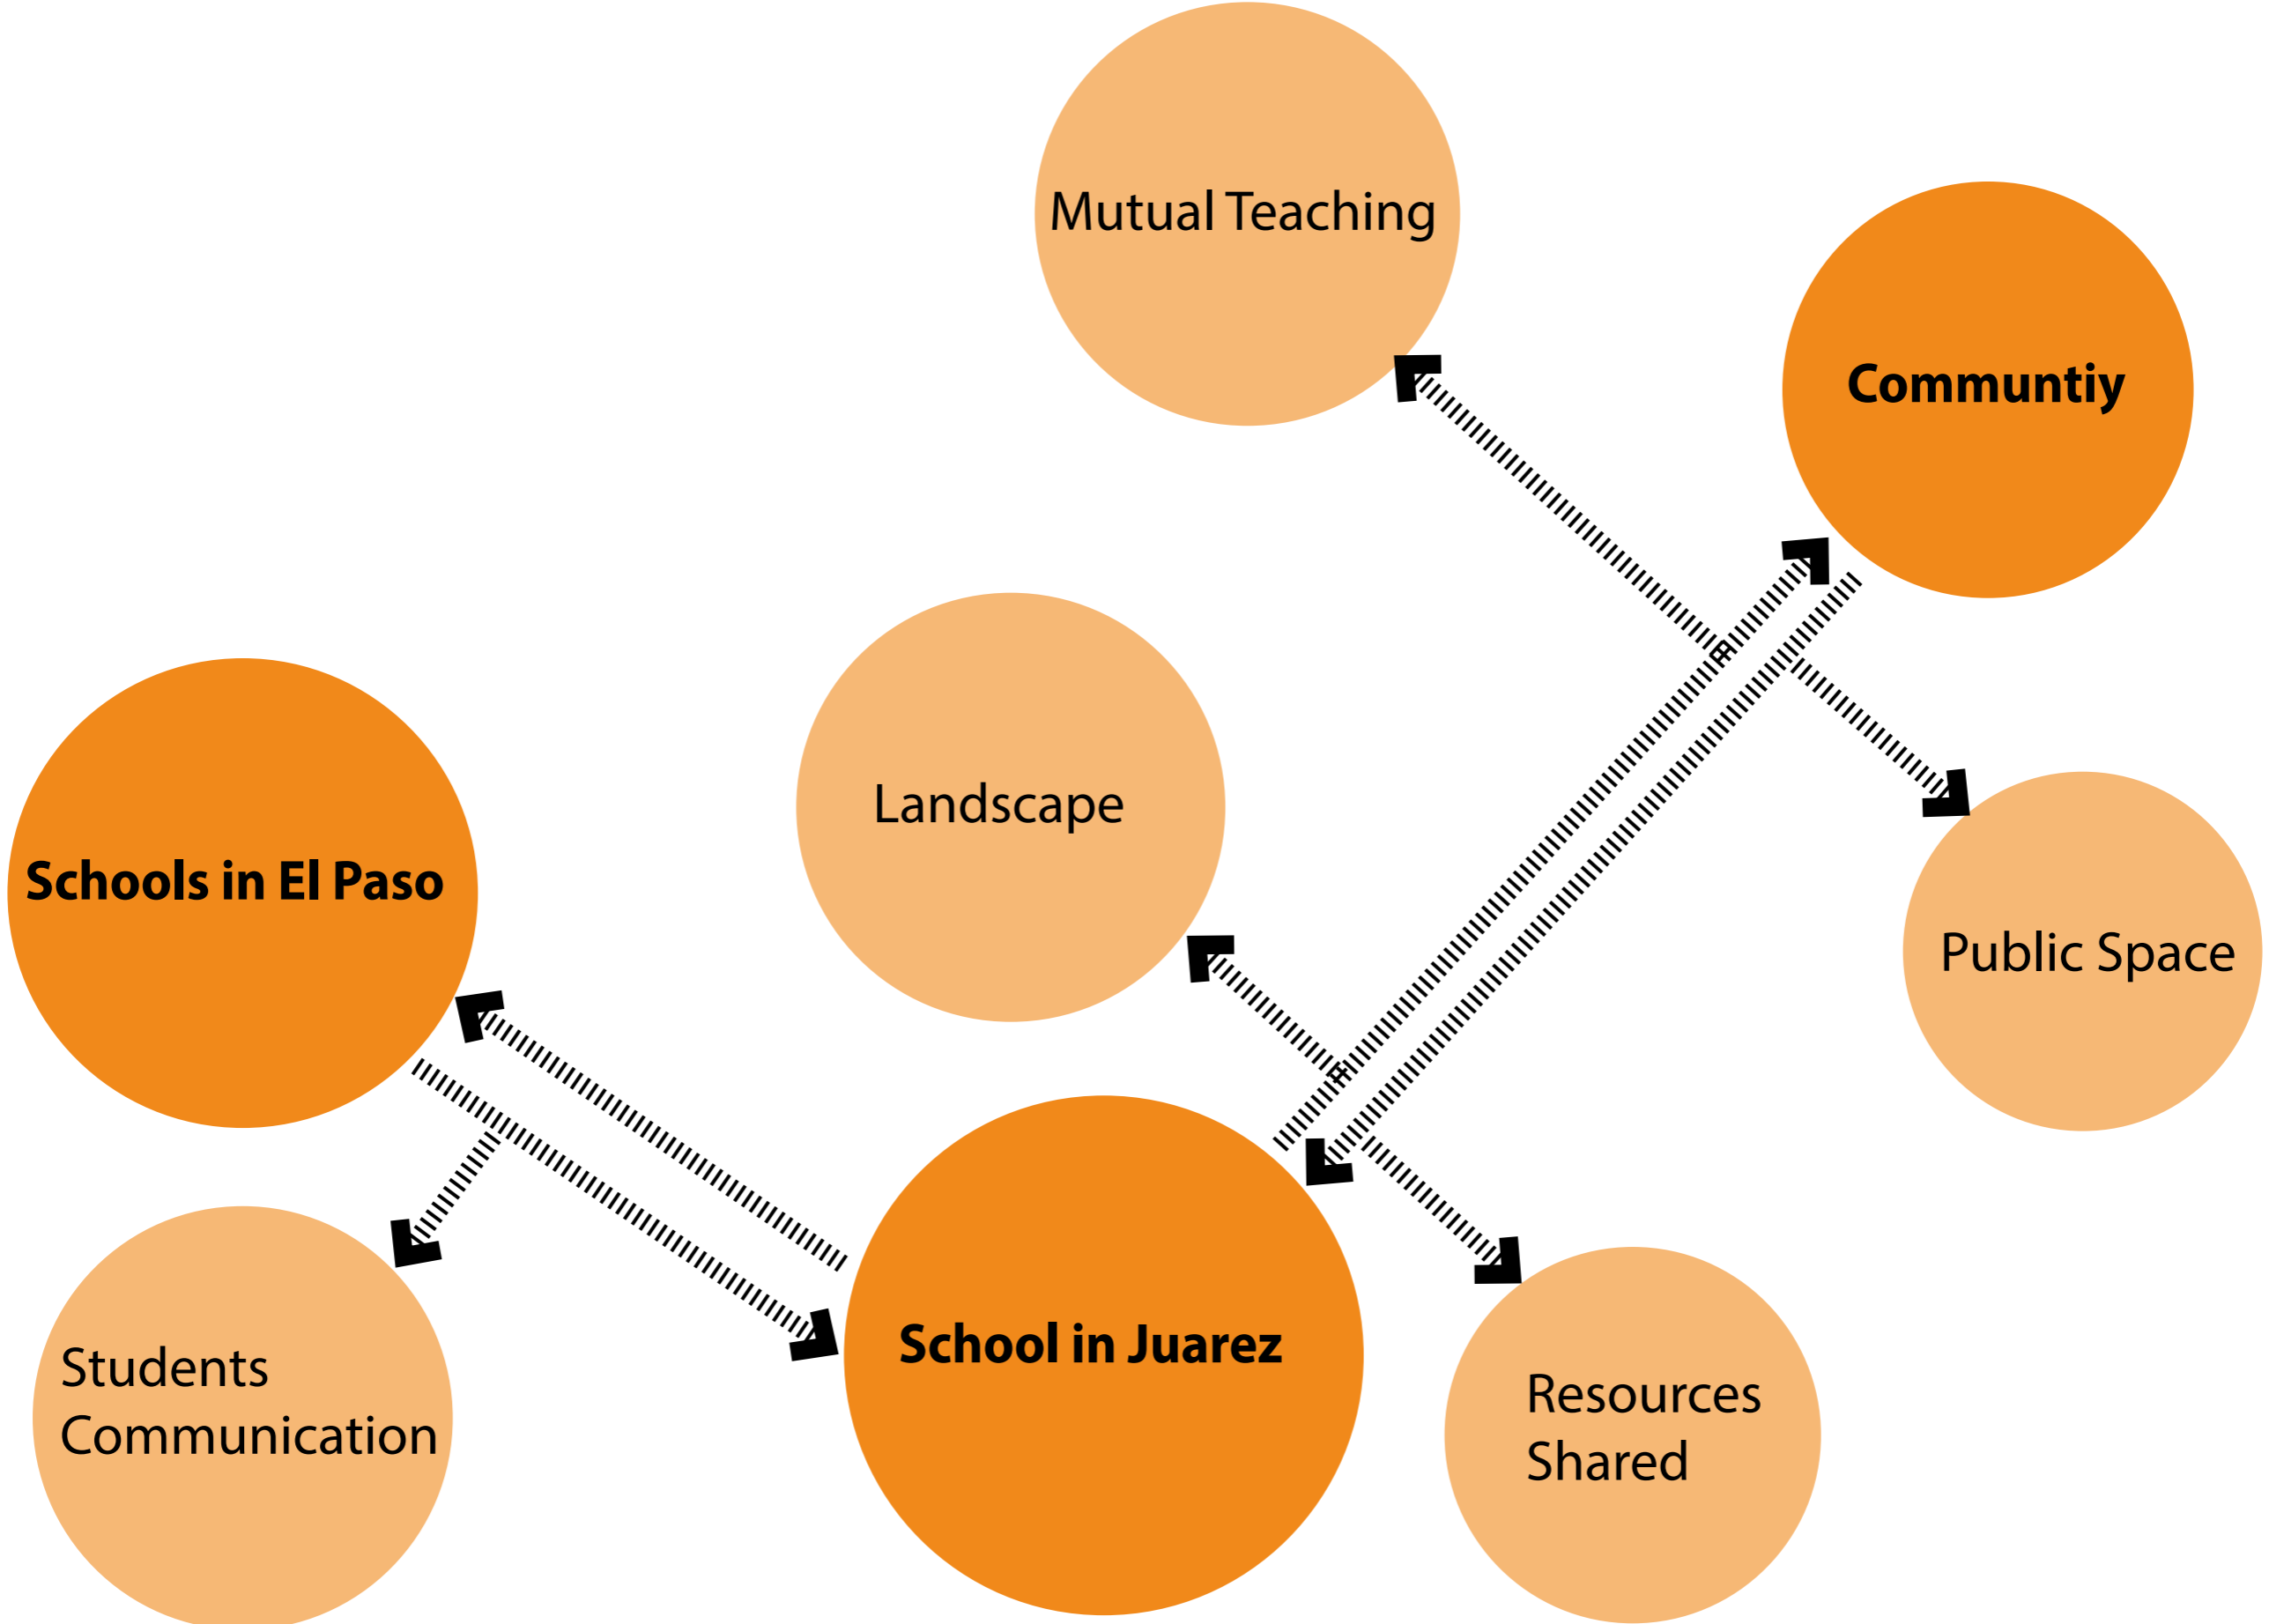 Mutual Teaching
Communtiy
Landscape
Schools in El Paso
Public Space
School in Juarez
Students
Communication
Resources
Shared